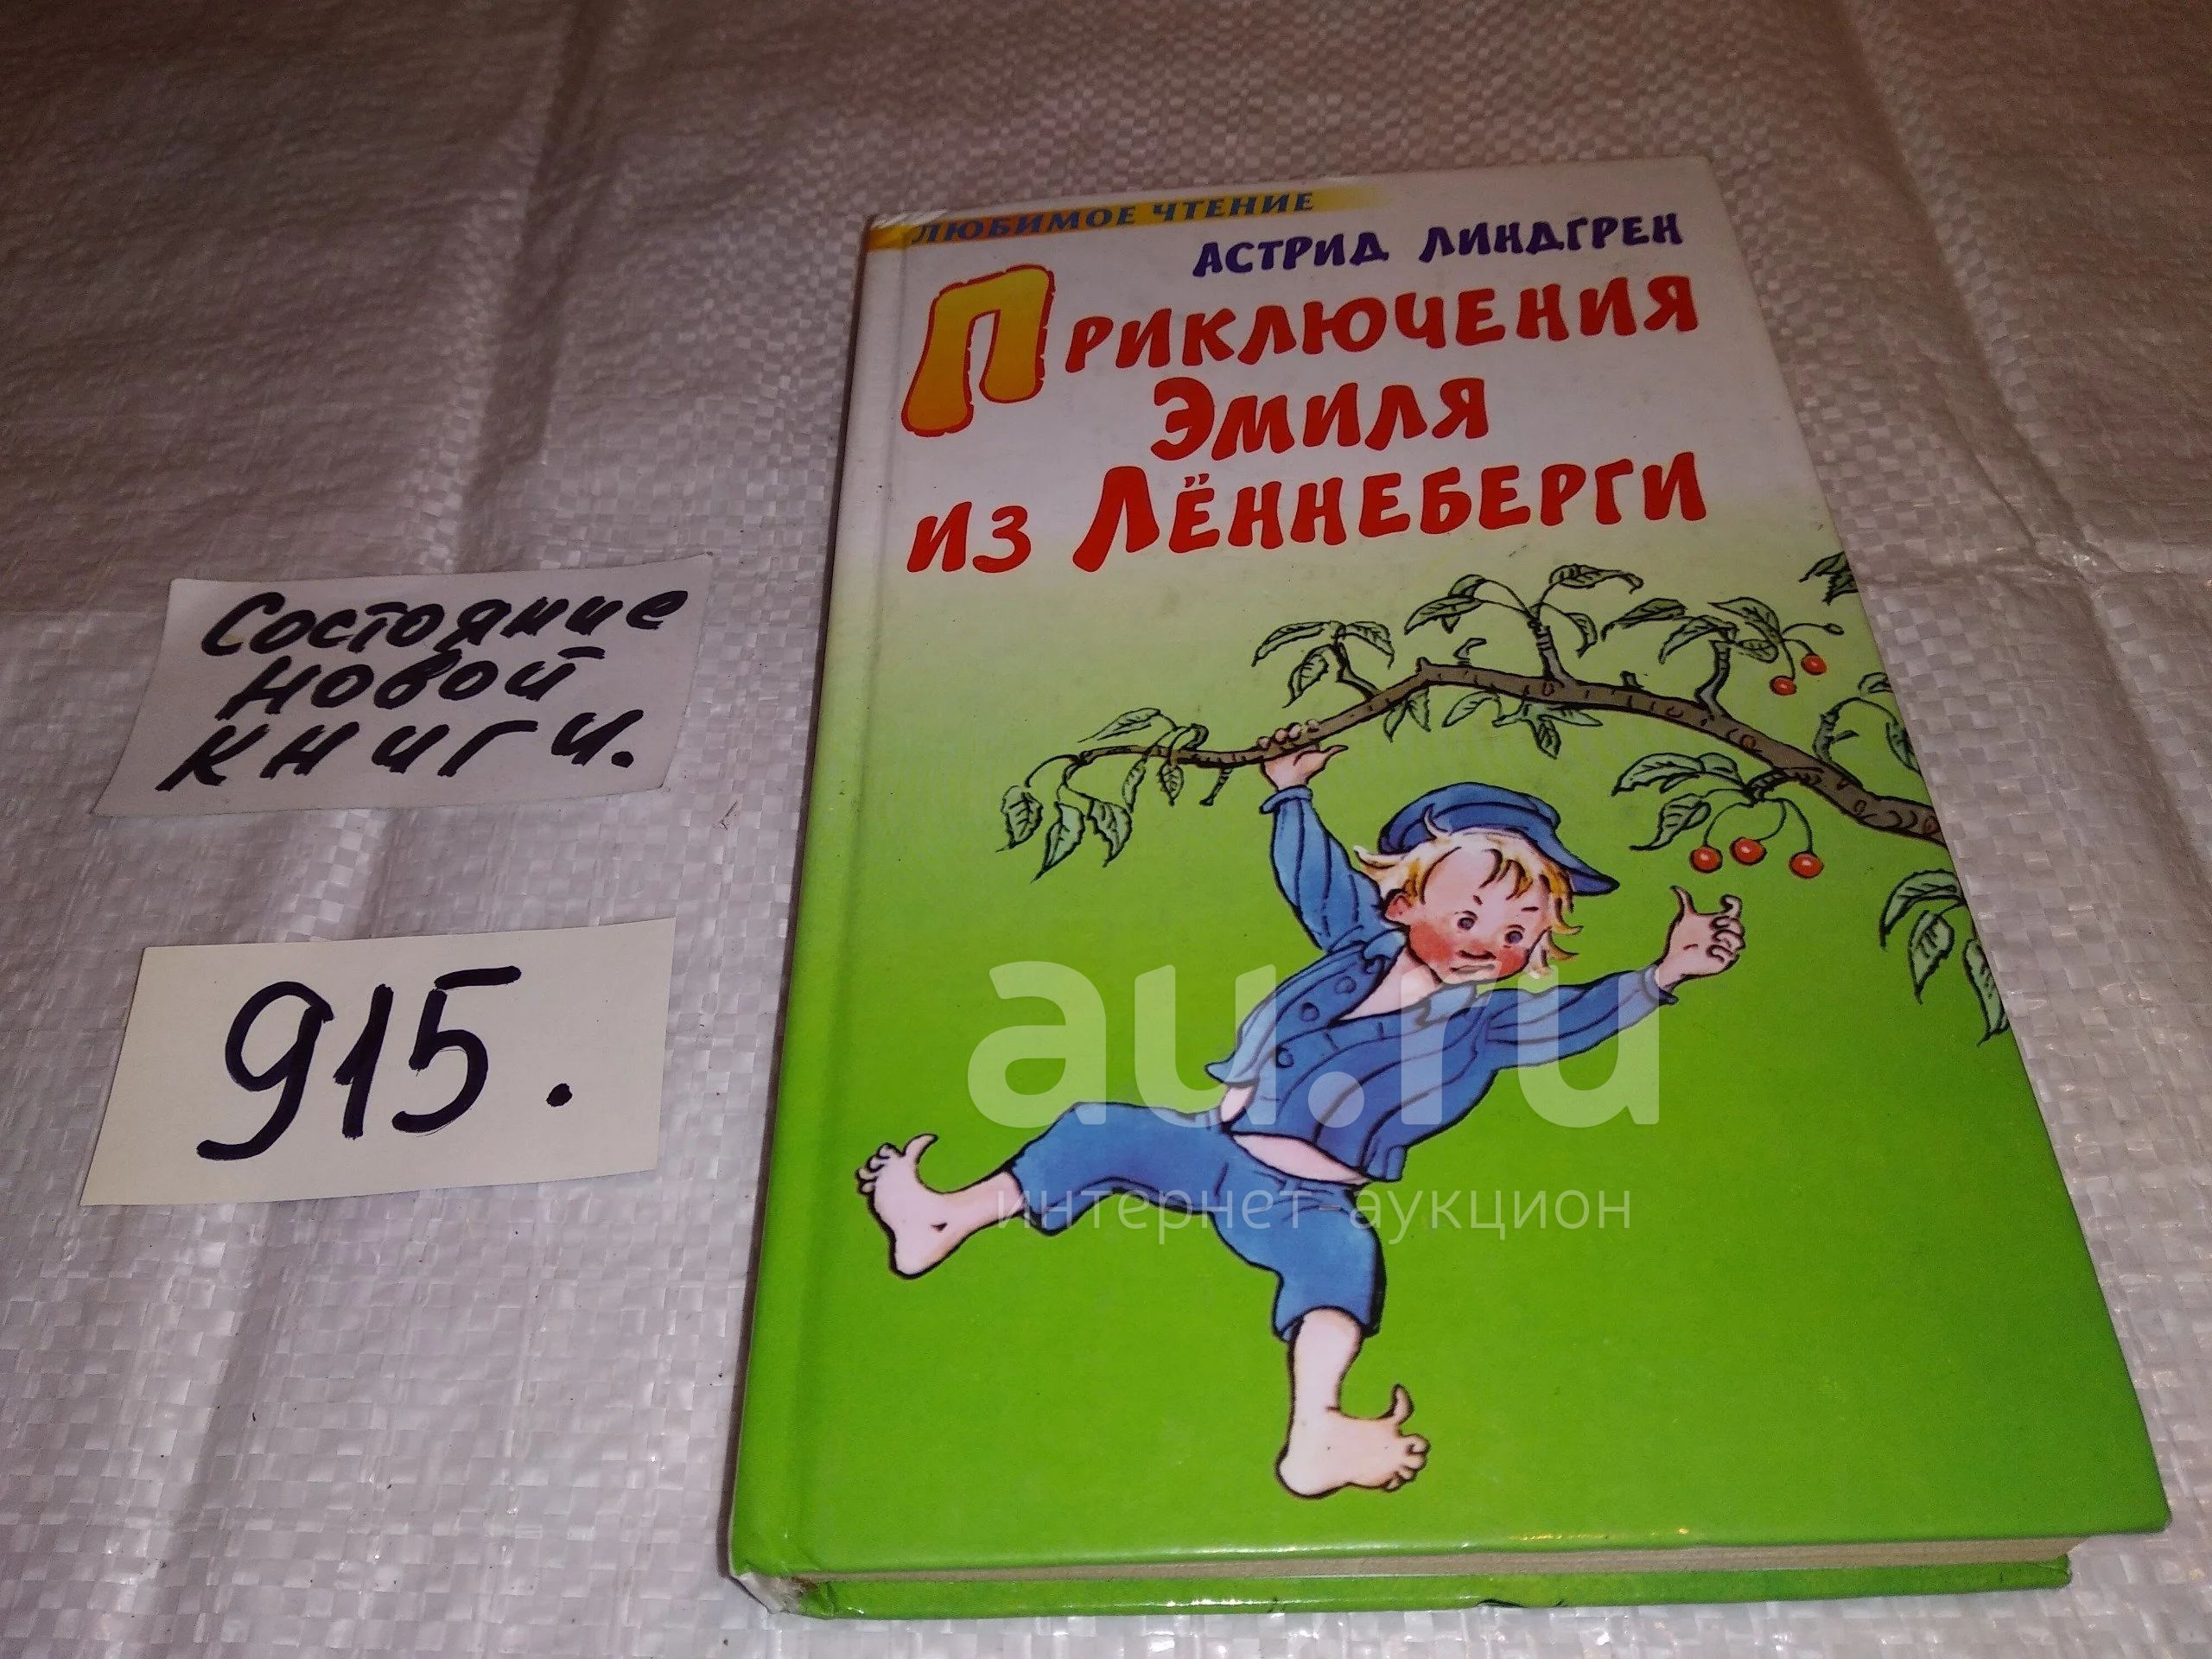 ЛЮБИМОЕ ЧТЕНИЕ
АСТРИД ЛИНДГРЕН
ПРИКЛЮЧЕНИЯ
ЭМИЛЯ
ИЗ ЛЁННЕБЕРГИ
Состояние
новой
книги.
915.
au.ru
интернет-аукцион